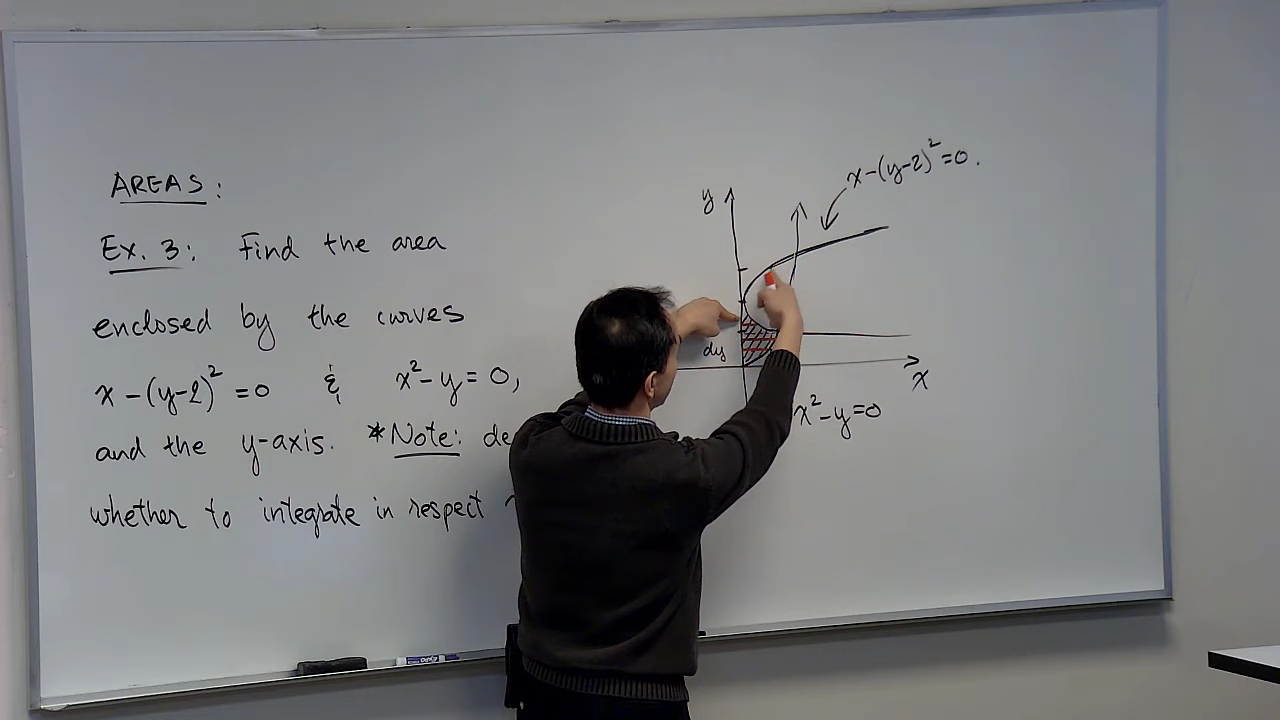 AREAS:
Ex. 3: Find the area
enclosed by the curves
x-(y-2)²=0 & x²-y=0,
and the y-axis. *Note:
whether to integrate in respect
x-(y-2)²=0.
y
dy
x
x²-y=0